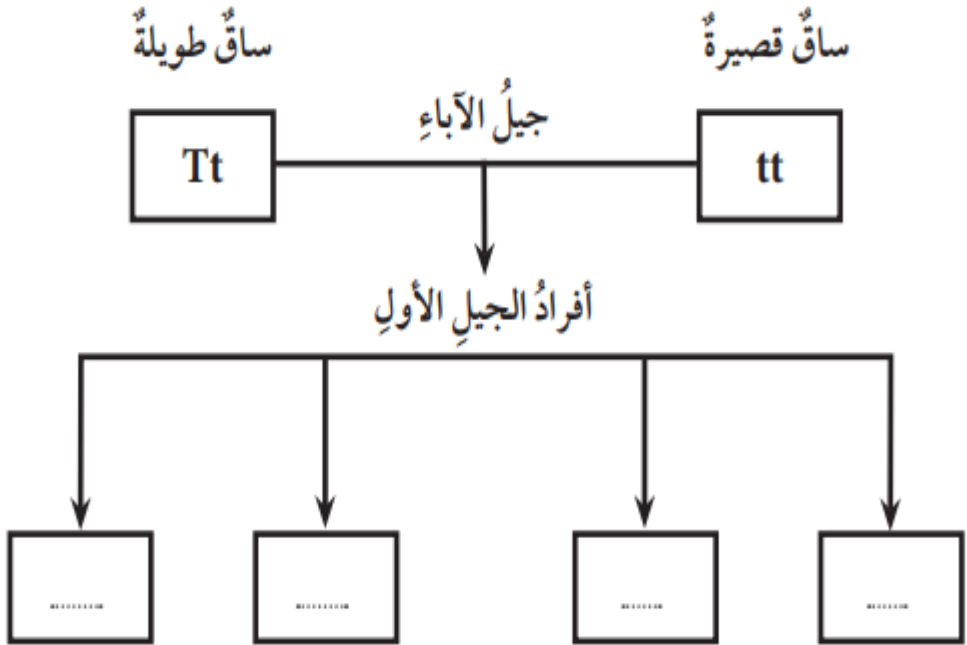 ساقٌ قصيرةٌ
ساقٌ طويلةٌ
جيلُ الآباءِ
tt
Tt
أفرادُ الجيلِ الأولِ
......
......
.........
.........